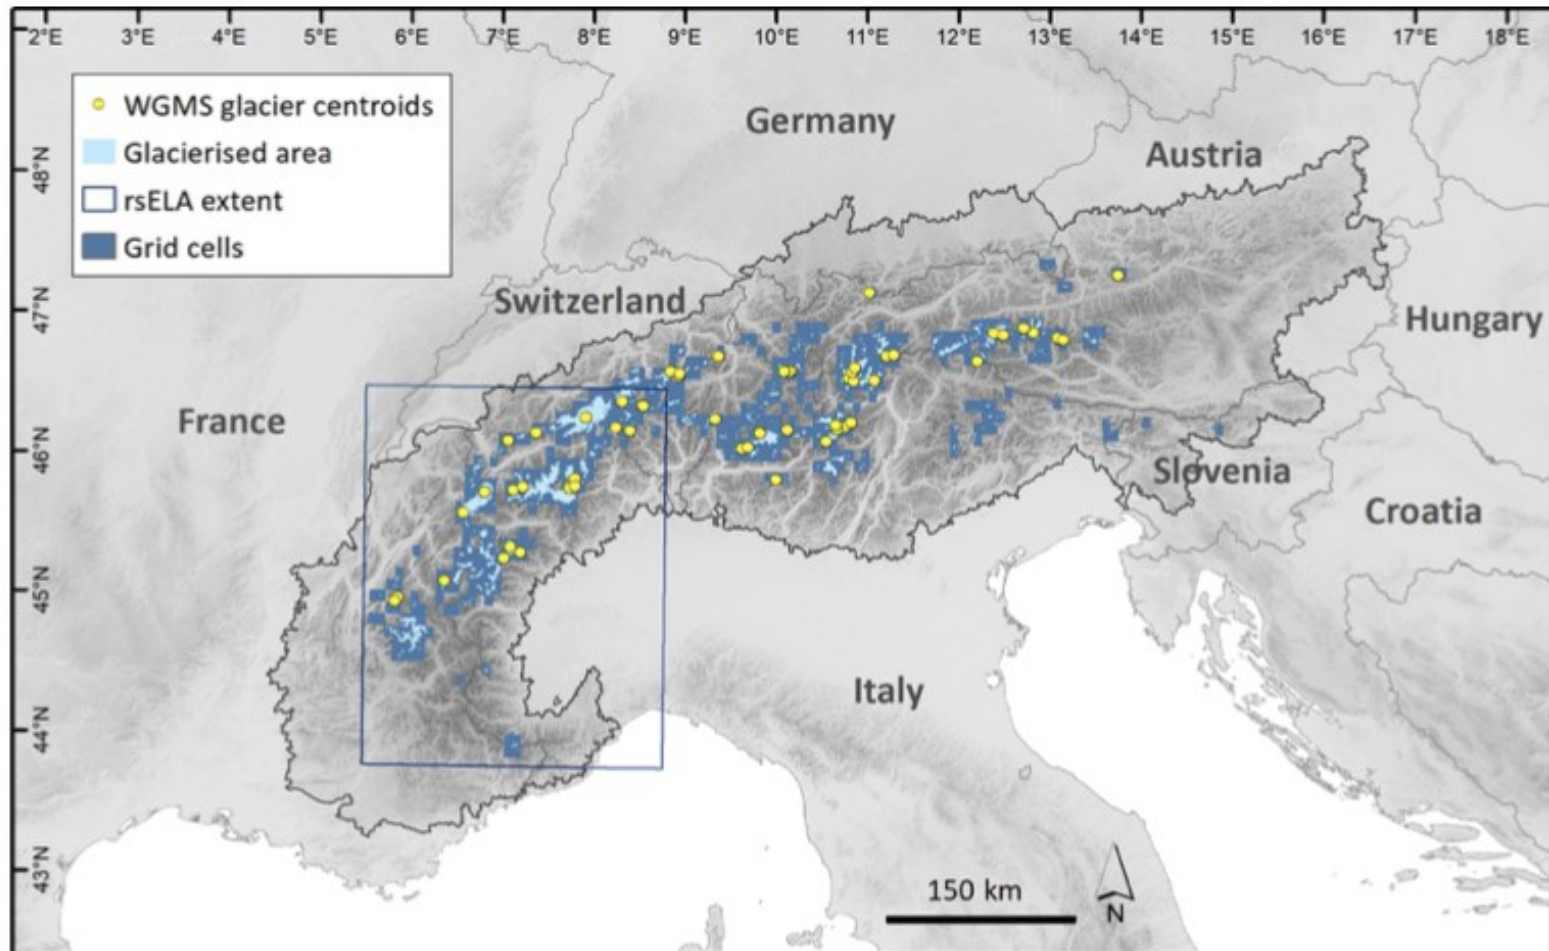 2°E 3°E 4°E 5°E 6°E 7°E 8°E 9°E 10°E 11°E 12°E 13°E 14°E 15°E 16°E 17°E 18°E
WGMS glacier centroids
Glacierised area
rsELA extent
Grid cells
Germany
Austria
48°N
Switzerland
47°N
Hungary
France
46°N
Slovenia
Croatia
45°N
Italy
44°N
43°N
150 km
N